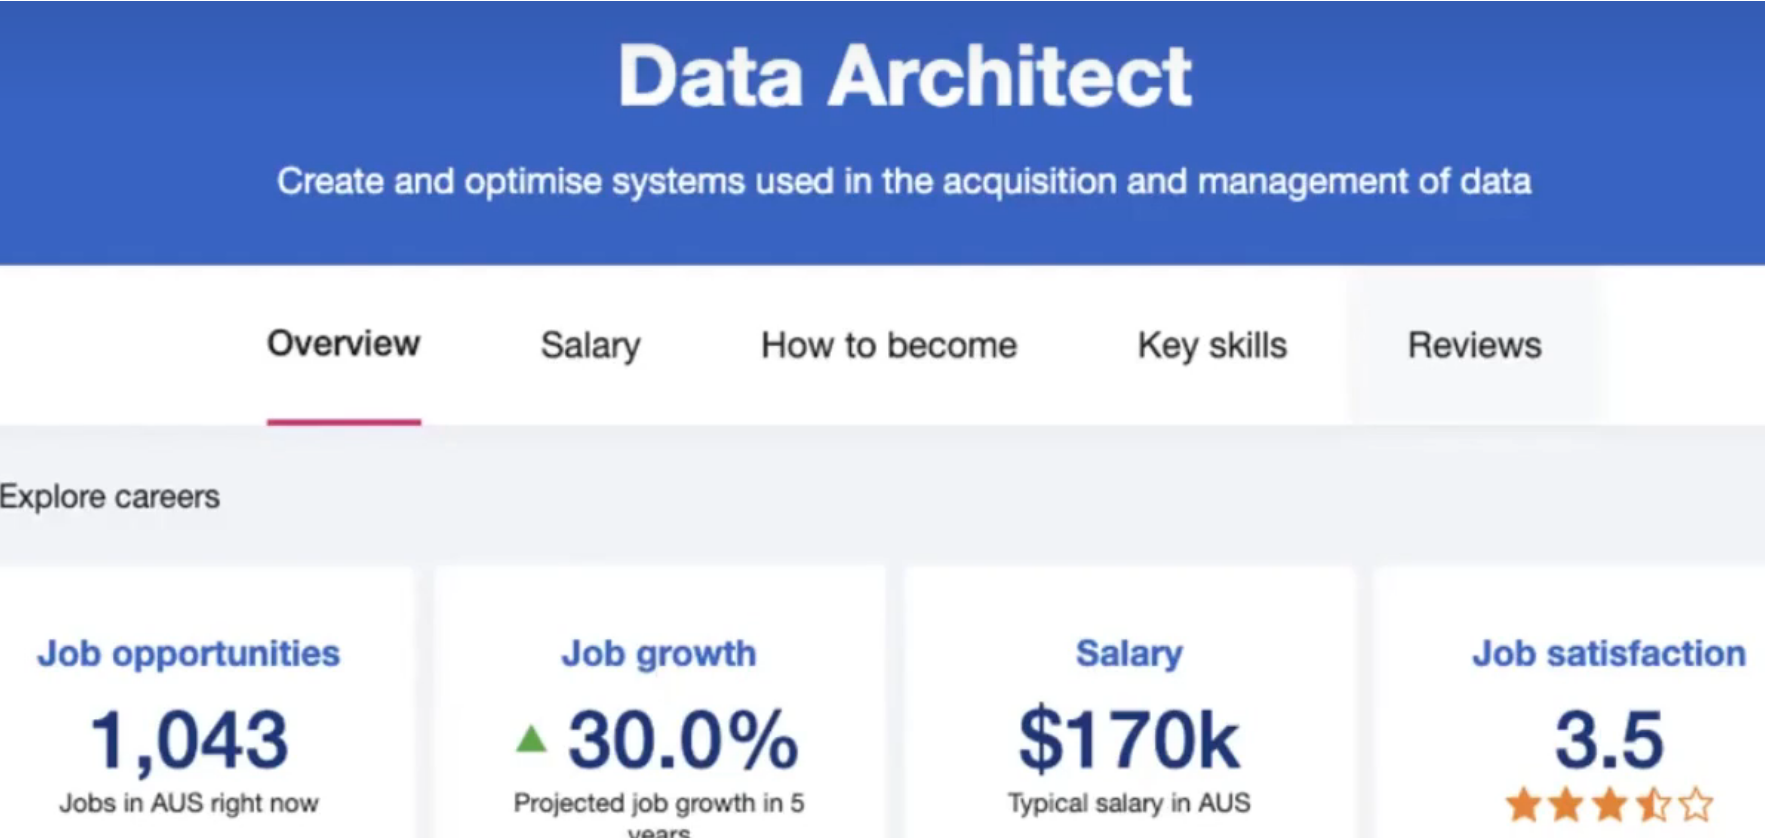 Data Architect
Create and optimise systems used in the acquisition and management of data
Overview Salary How to become Key skills Reviews
Explore careers
Job opportunities
1,043
Jobs in AUS right now
Job growth
30.0%
Projected job growth in 5
years
Salary
$170k
Typical salary in AUS
Job satisfaction
3.5